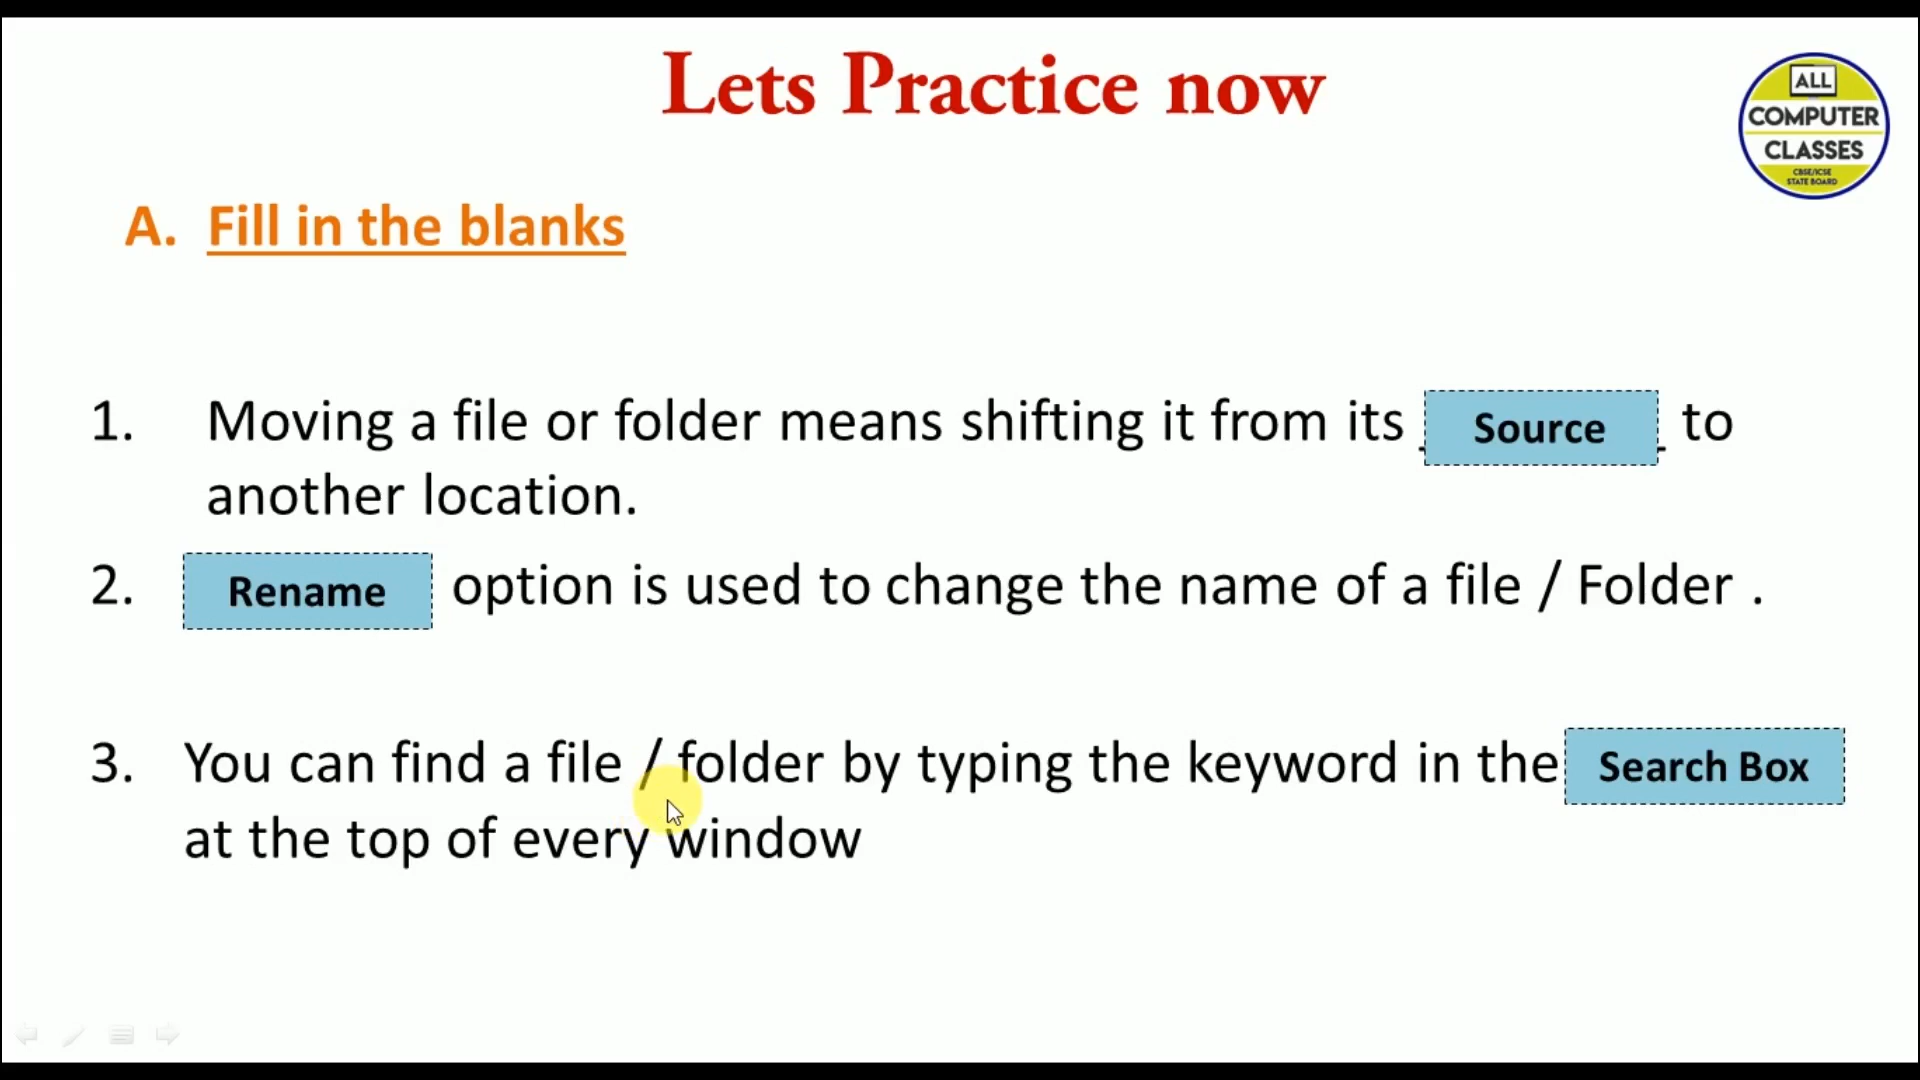 Lets Practice now
ALL
COMPUTER
CLASSES
CBSE/ICSE
STATE BOARD
A. Fill in the blanks
1. Moving a file or folder means shifting it from its Source to
another location.
2. Rename option is used to change the name of a file / Folder .
3. You can find a file / folder by typing the keyword in the Search Box
at the top of every window